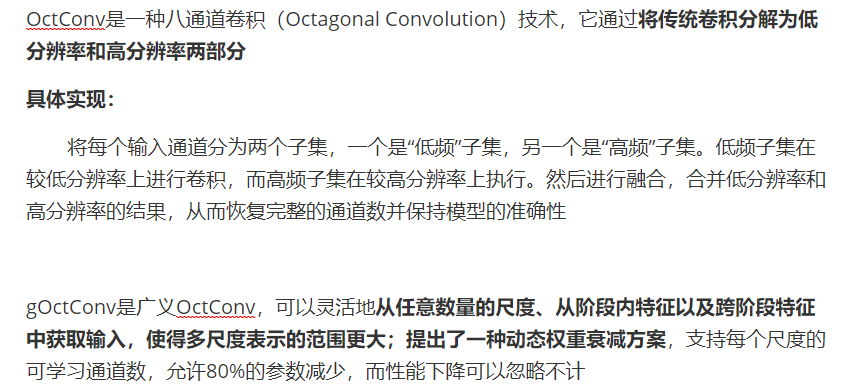 OctConv是一种八通道卷积（Octagonal Convolution）技术，它通过将传统卷积分解为低
分辨率和高分辨率两部分
具体实现：
将每个输入通道分为两个子集，一个是“低频”子集，另一个是“高频”子集。低频子集在
较低分辨率上进行卷积，而高频子集在较高分辨率上执行。然后进行融合，合并低分辨率和
高分辨率的结果，从而恢复完整的通道数并保持模型的准确性
gOctConv是广义OctConv，可以灵活地从任意数量的尺度、从阶段内特征以及跨阶段特征
中获取输入，使得多尺度表示的范围更大；提出了一种动态权重衰减方案，支持每个尺度的
可学习通道数，允许80%的参数减少，而性能下降可以忽略不计